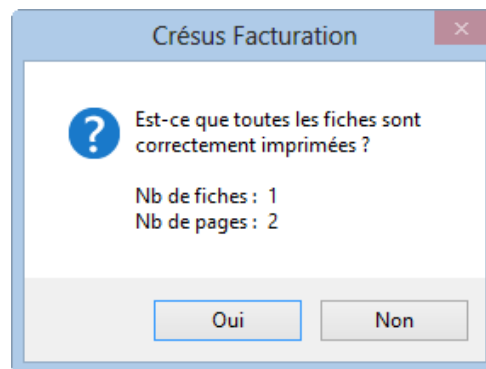 Crésus Facturation
Est-ce que toutes les fiches sont
correctement imprimées ?
Nb de fiches : 1
Nb de pages : 2
Oui
Non